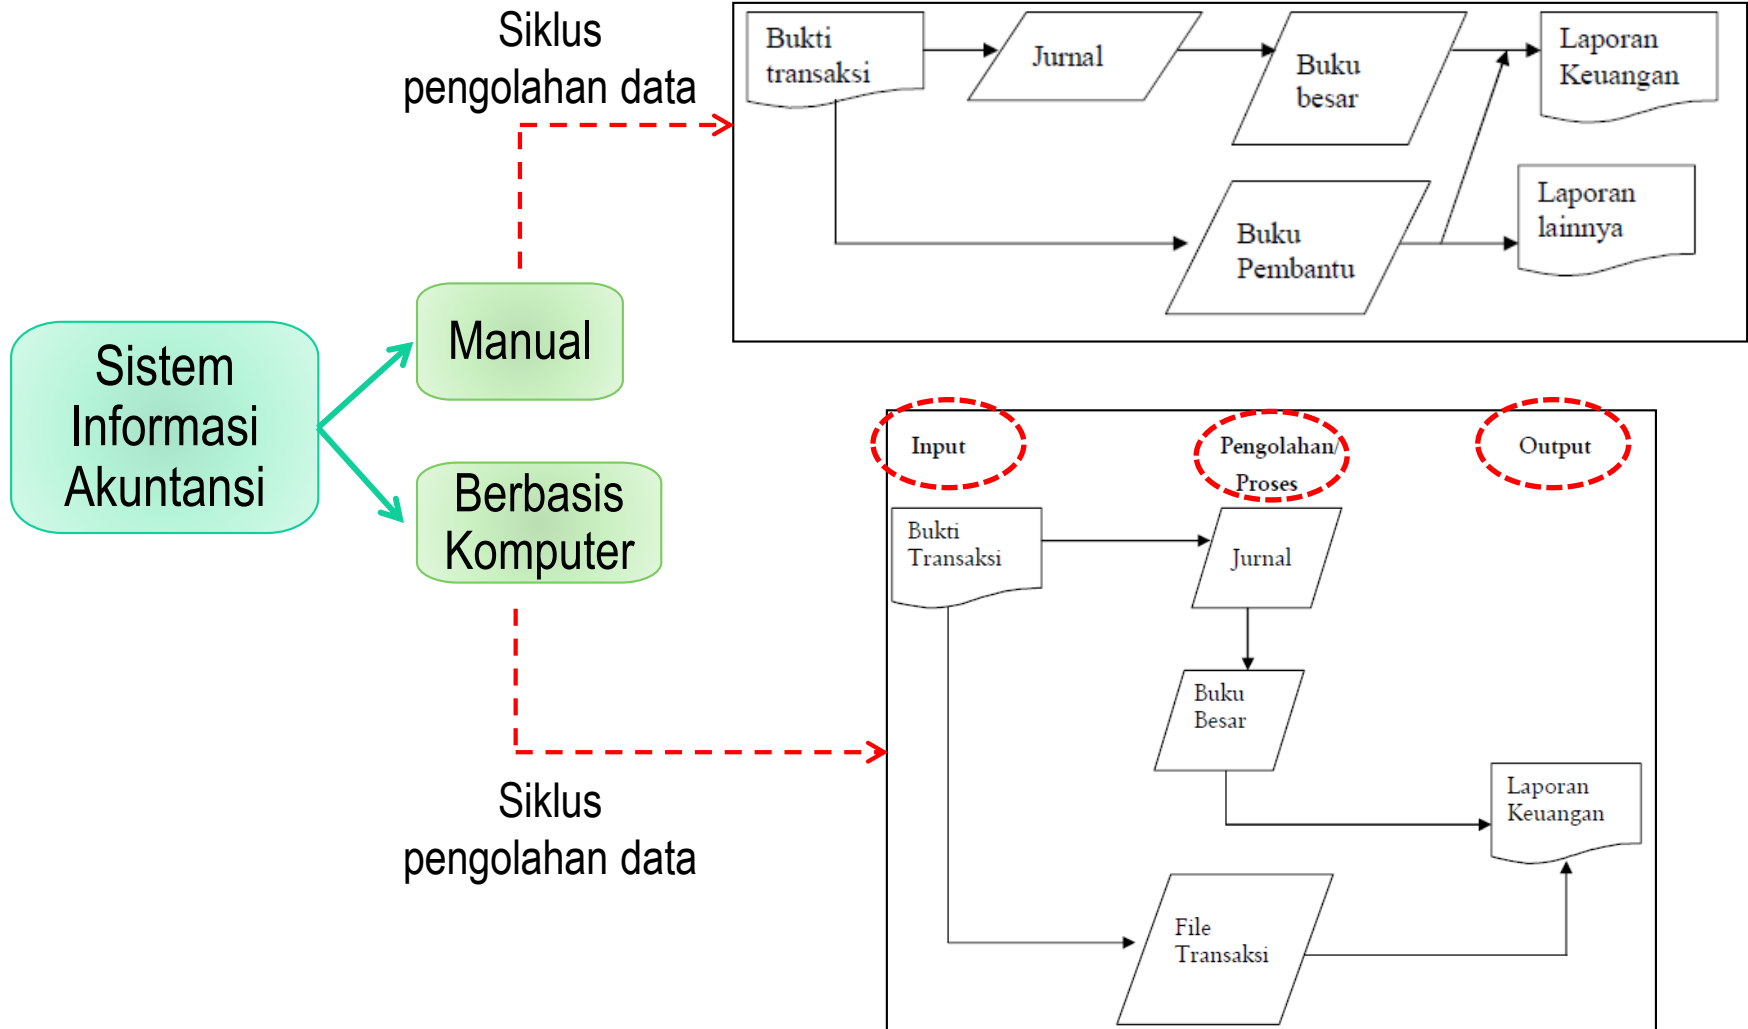 Siklus
pengolahan data
Bukti
transaksi
Jurnal
Buku
besar
Laporan
Keuangan
Buku
Pembantu
Laporan
lainnya
Sistem
Informasi
Akuntansi
Manual
Berbasis
Komputer
Siklus
pengolahan data
Input
Pengolahan/
Proses
Output
Bukti
Transaksi
Jurnal
Buku
Besar
Laporan
Keuangan
File
Transaksi